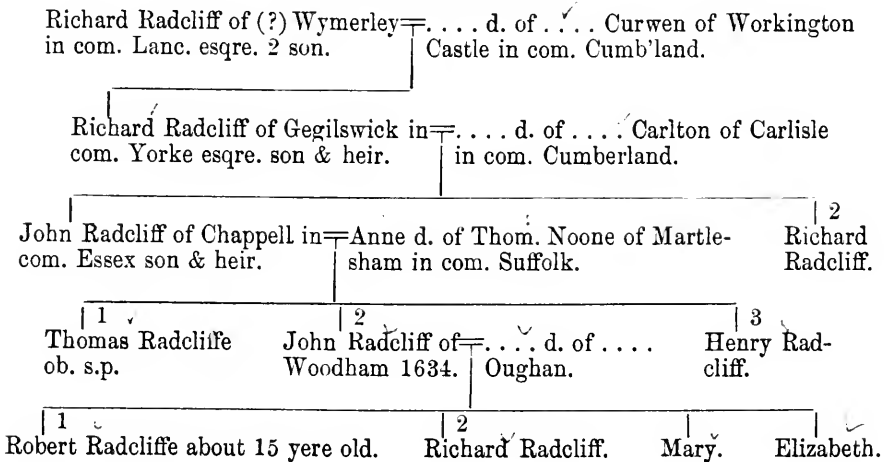 Richard Radcliff of (?) Wymerley=.... d. of .... Curwen of Workington
in com. Lanc. esqre. 2 son. Castle in com. Cumb'land.
Richard Radcliff of Gegilswick in=.... d. of .... Carlton of Carlisle
com. Yorke esqre. son & heir. in com. Cumberland.
2
John Radcliff of Chappell in=Anne d. of Thom. Noone of Martle- Richard
com. Essex son & heir. sham in com. Suffolk. Radcliff.
1 2 3
Thomas Radcliffe John Radcliff of=.... d. of .... Henry Rad-
ob. s.p. Woodham 1634. Oughan. cliff.
1 2
Robert Radcliffe about 15 yere old. Richard Radcliff. Mary. Elizabeth.